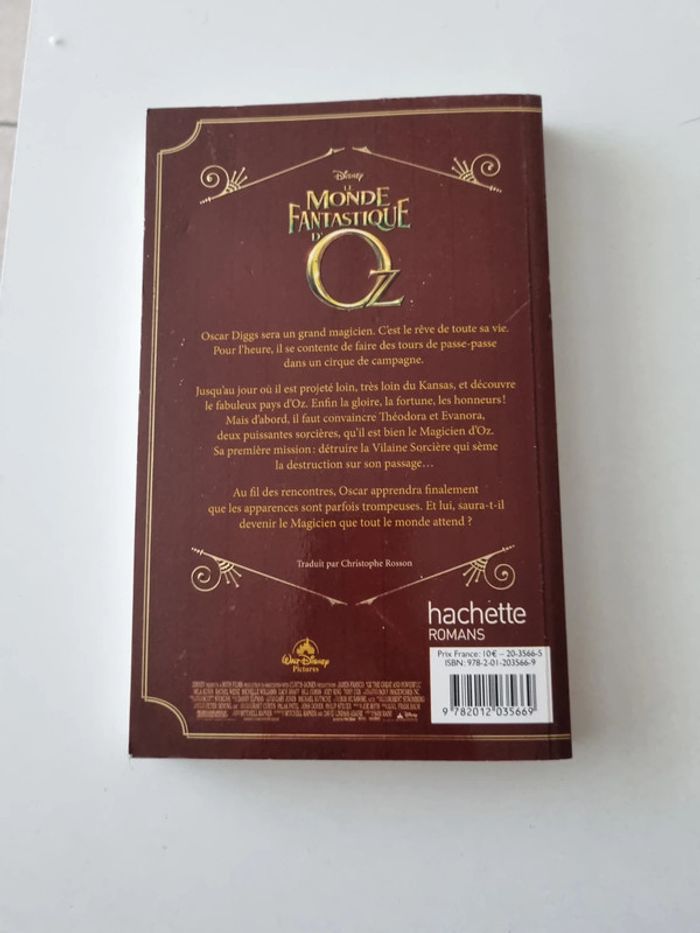 Disney
LE
MONDE
FANTASTIQUE
D'
OZ
Oscar Diggs sera un grand magicien. C'est le rêve de toute sa vie.
Pour l'heure, il se contente de faire des tours de passe-passe
dans un cirque de campagne.
Jusqu'au jour où il est projeté loin, très loin du Kansas, et découvre
le fabuleux pays d'Oz. Enfin la gloire, la fortune, les honneurs !
Mais d'abord, il faut convaincre Théodora et Evanora,
deux puissantes sorcières, qu'il est bien le Magicien d'Oz.
Sa première mission : détruire la Vilaine Sorcière qui sème
la destruction sur son passage…
Au fil des rencontres, Oscar apprendra finalement
que les apparences sont parfois trompeuses. Et lui, saura-t-il
devenir le Magicien que tout le monde attend ?
Traduit par Christophe Rosson
hachette
ROMANS
Prix France: 10€ – 20-3566-5
ISBN: 978-2-01-203566-9
9 782012 035669
Walt Disney
Pictures